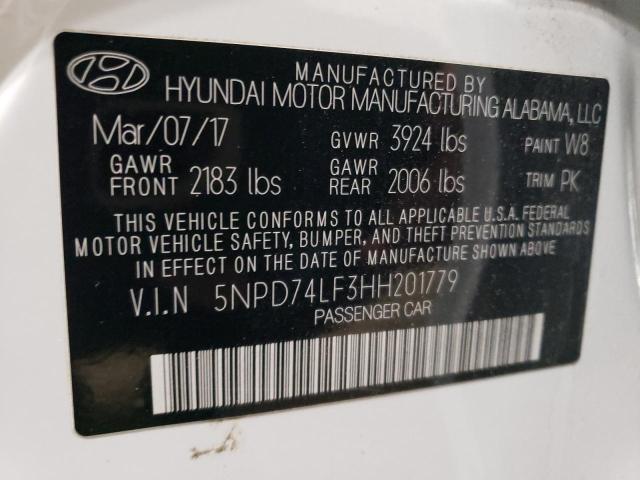 MANUFACTURED BY
HYUNDAI MOTOR MANUFACTURING ALABAMA, LLC
Mar/07/17 GVWR 3924 lbs PAINT W8
GAWR FRONT 2183 lbs GAWR REAR 2006 lbs TRIM PK
THIS VEHICLE CONFORMS TO ALL APPLICABLE U.S.A. FEDERAL
MOTOR VEHICLE SAFETY, BUMPER, AND THEFT PREVENTION STANDARDS
IN EFFECT ON THE DATE OF MANUFACTURE SHOWN ABOVE
V.I.N 5NPD74LF3HH201779
PASSENGER CAR